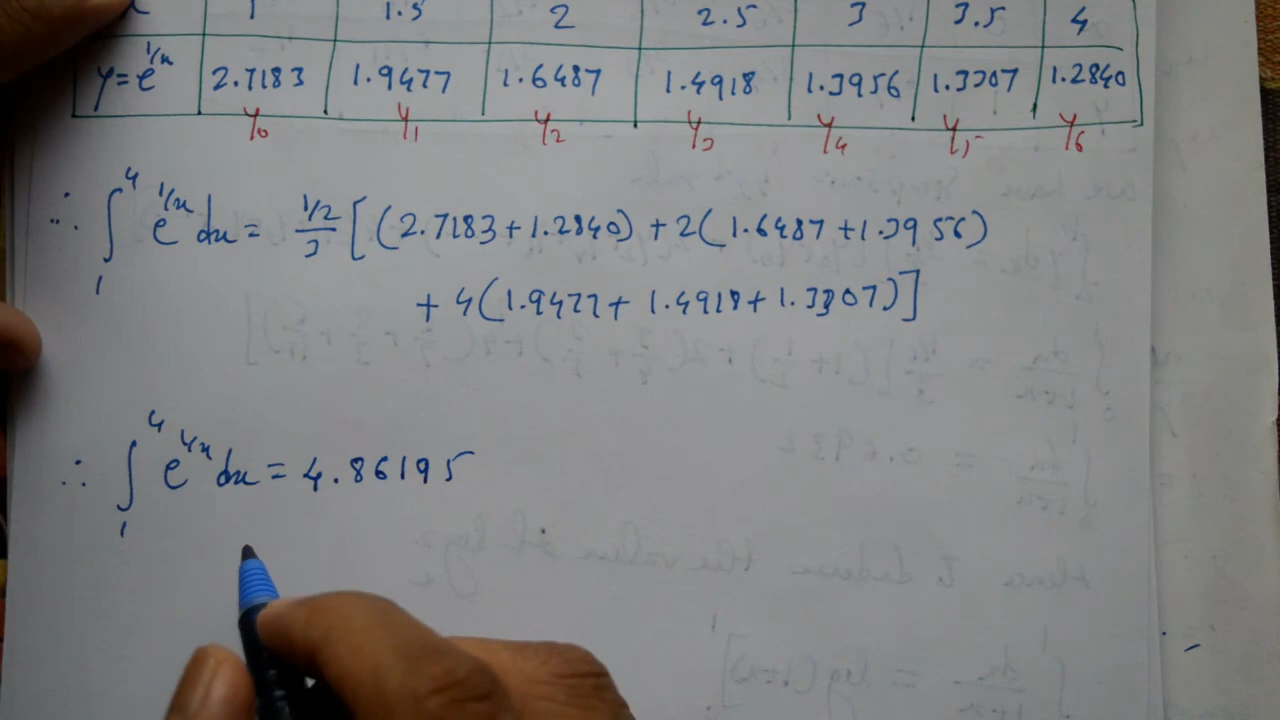 1 1.5 2 2.5 3 3.5 4
y=e^{1/x} 2.7183 1.9477 1.6487 1.4918 1.3956 1.3307 1.2840
y₀ y₁ y₂ y₃ y₄ y₅ y₆
∴ ∫₁⁴ e^{1/x} dx = \frac{1/2}{3} [(2.7183+1.2840) + 2(1.6487+1.3956)
+ 4(1.9477+1.4918+1.3307)]
∴ ∫₁⁴ e^{1/x} dx = 4.86195